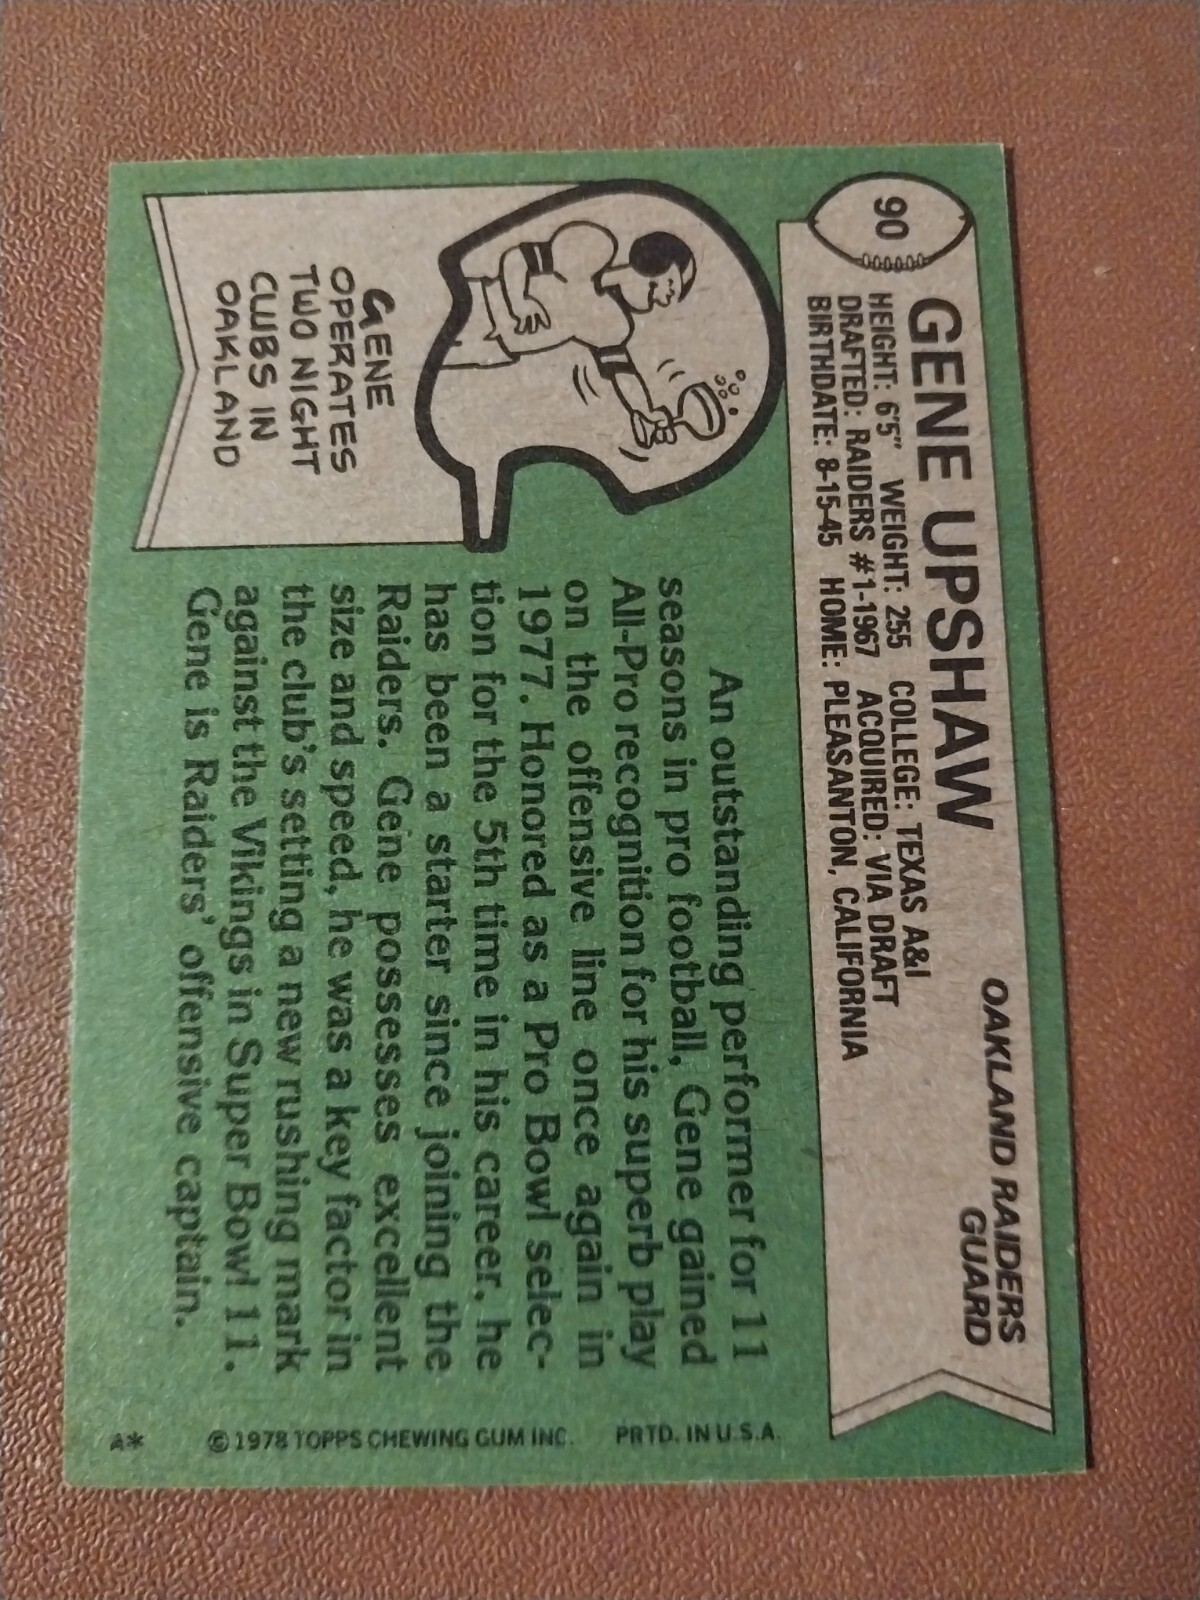 90
GENE UPSHAW
OAKLAND RAIDERS
GUARD
HEIGHT: 6'5" WEIGHT: 255 COLLEGE: TEXAS A&I
DRAFTED: RAIDERS #1-1967 ACQUIRED: VIA DRAFT
BIRTHDATE: 8-15-45 HOME: PLEASANTON, CALIFORNIA
GENE
OPERATES
TWO NIGHT
CLUBS IN
OAKLAND
An outstanding performer for 11
seasons in pro football, Gene gained
All-Pro recognition for his superb play
on the offensive line once again in
1977. Honored as a Pro Bowl selec-
tion for the 5th time in his career, he
has been a starter since joining the
Raiders. Gene possesses excellent
size and speed, he was a key factor in
the club's setting a new rushing mark
against the Vikings in Super Bowl 11.
Gene is Raiders' offensive captain.
A* © 1978 TOPPS CHEWING GUM INC. PRTD. IN U.S.A.